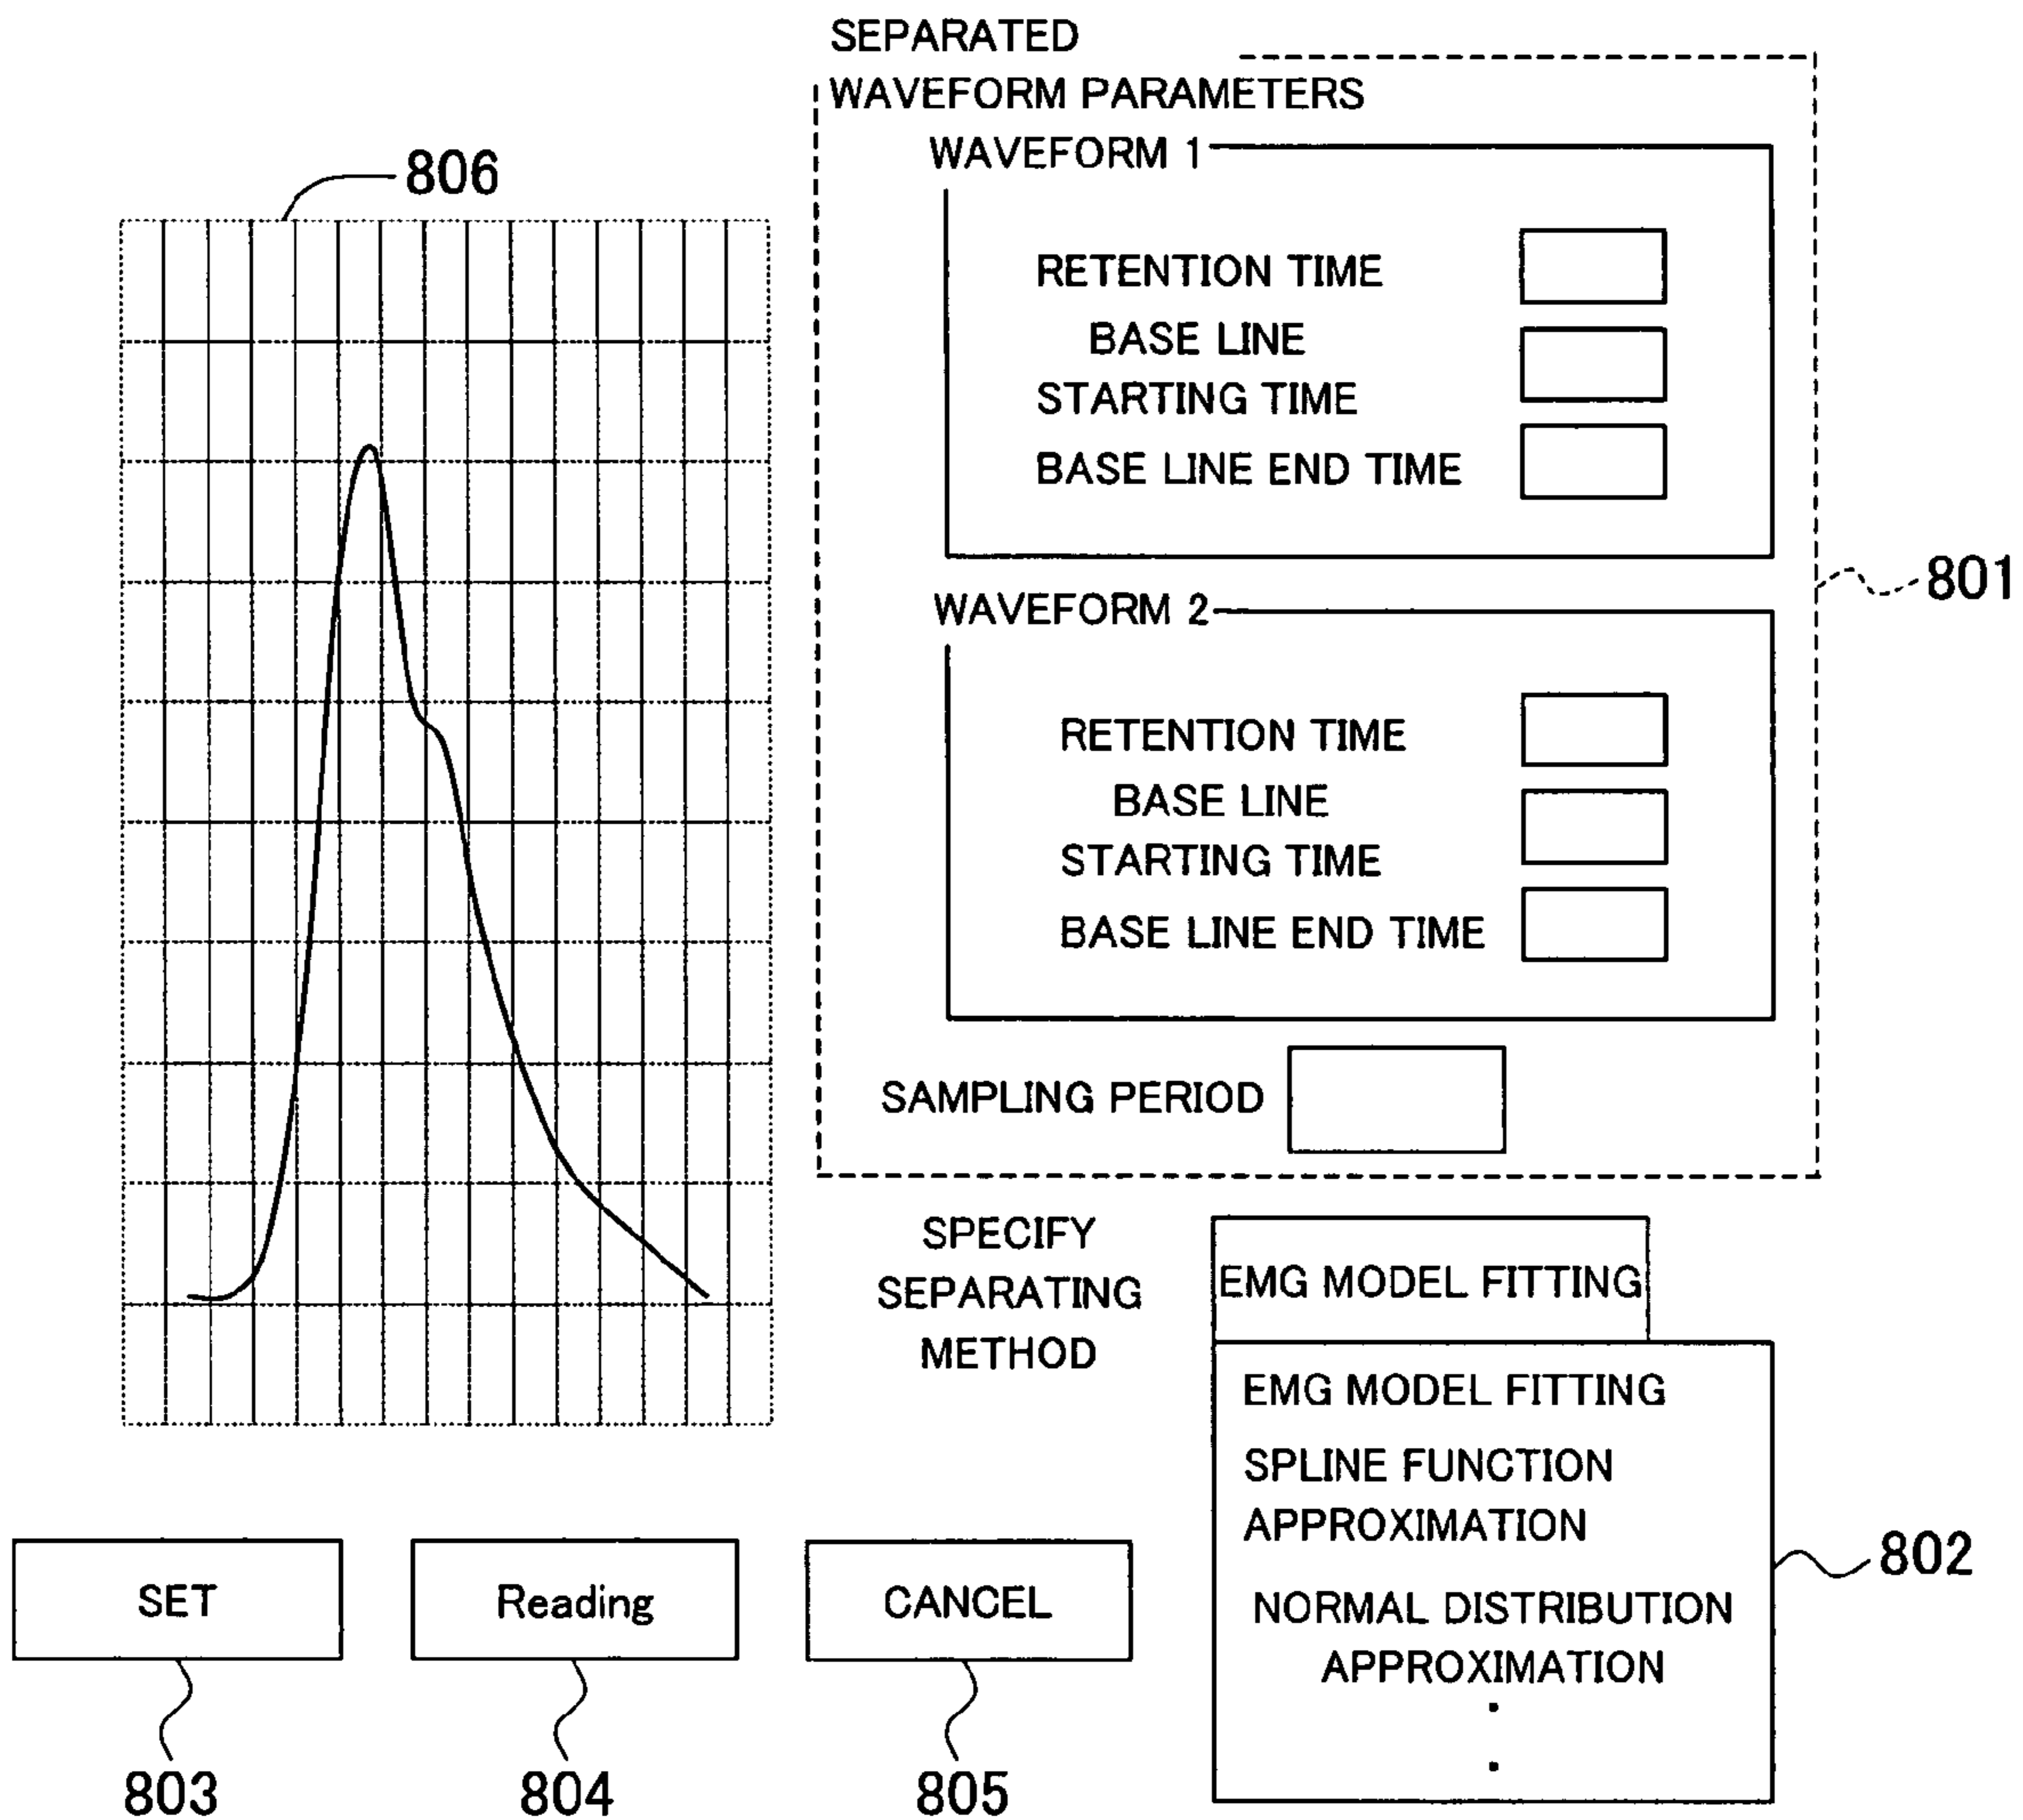 SEPARATED
WAVEFORM PARAMETERS
WAVEFORM 1
806
RETENTION TIME
BASE LINE
STARTING TIME
BASE LINE END TIME
801
WAVEFORM 2
RETENTION TIME
BASE LINE
STARTING TIME
BASE LINE END TIME
SAMPLING PERIOD
SPECIFY
SEPARATING
METHOD
EMG MODEL FITTING
EMG MODEL FITTING
SPLINE FUNCTION
APPROXIMATION
NORMAL DISTRIBUTION
APPROXIMATION
.
.
802
SET
Reading
CANCEL
803
804
805